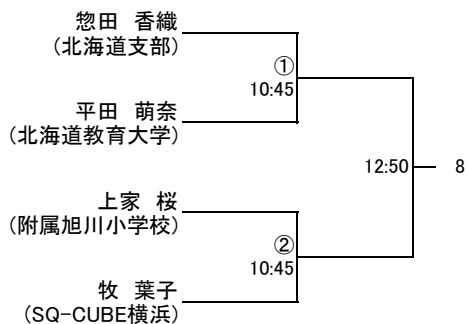 惣田　香織
(北海道支部)
①
10:45
平田　萌奈
(北海道教育大学)
12:50
8
上家　桜
(附属旭川小学校)
②
10:45
牧　葉子
(SQ-CUBE横浜)